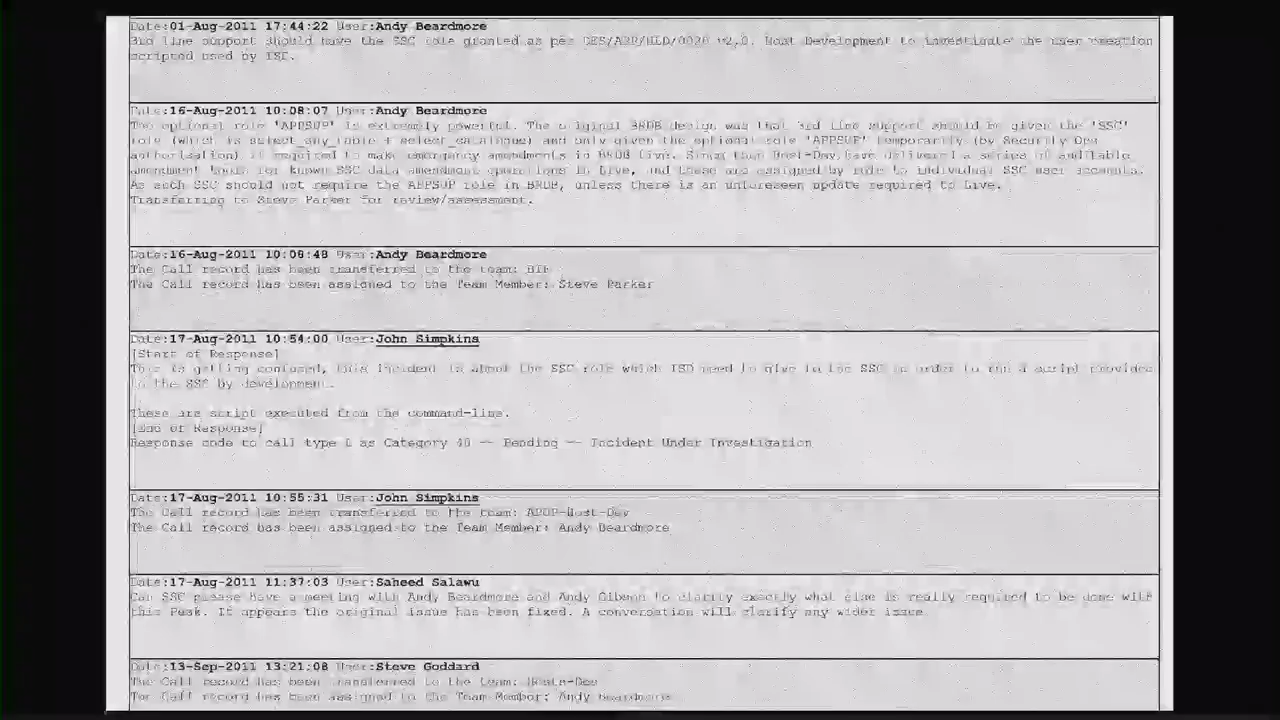 Date:01-Aug-2011 17:44:22 User:Andy Beardmore
3rd line support should have the SSC role granted as per DES/APP/HLD/0020 v2.0. Host Development to investigate the user creation
scripted used by ISD.
Date:16-Aug-2011 10:08:07 User:Andy Beardmore
The optional role 'APPSUP' is extremely powerful. The original BRDB design was that 3rd line support should be given the 'SSC'
role (which is select_any_table + select_catalogue) and only given the optional role 'APPSUP' temporarily (by Security Ops
authorisation) if required to make emergency amendments in BRDB Live. Since then Host-Dev have delivered a series of auditable
amendment tools for known SSC data amendment operations in Live, and these are assigned by role to individual SSC user accounts.
As such SSC should not require the APPSUP role in BRDB, unless there is an unforeseen update required to Live.
Transferring to Steve Parker for review/assessment.
Date:16-Aug-2011 10:08:48 User:Andy Beardmore
The Call record has been transferred to the team:
The Call record has been assigned to the Team Member: Steve Parker
Date:17-Aug-2011 10:54:00 User:John Simpkins
[Start of Response]
This is getting confused, this incident is about the SSC role which ISD need to give to the SSC in order to run a script provided
to the SSC by development.
These are script executed from the command-line.
[End of Response]
Response code to call type L as Category 40 -- Pending -- Incident Under Investigation
Date:17-Aug-2011 10:55:31 User:John Simpkins
The Call record has been transferred to the team:
The Call record has been assigned to the Team Member: Andy Beardmore
Date:17-Aug-2011 11:37:03 User:Saheed Salawu
Can SSC please have a meeting with Andy Beardmore and Andy Gibson to clarify exactly what else is really required to be done with
this Peak. It appears the original issue has been fixed. A conversation will clarify any wider issue
Date:13-Sep-2011 13:21:08 User:Steve Goddard
The Call record has been transferred to the team:
The Call record has been assigned to the Team Member: Andy Beardmore